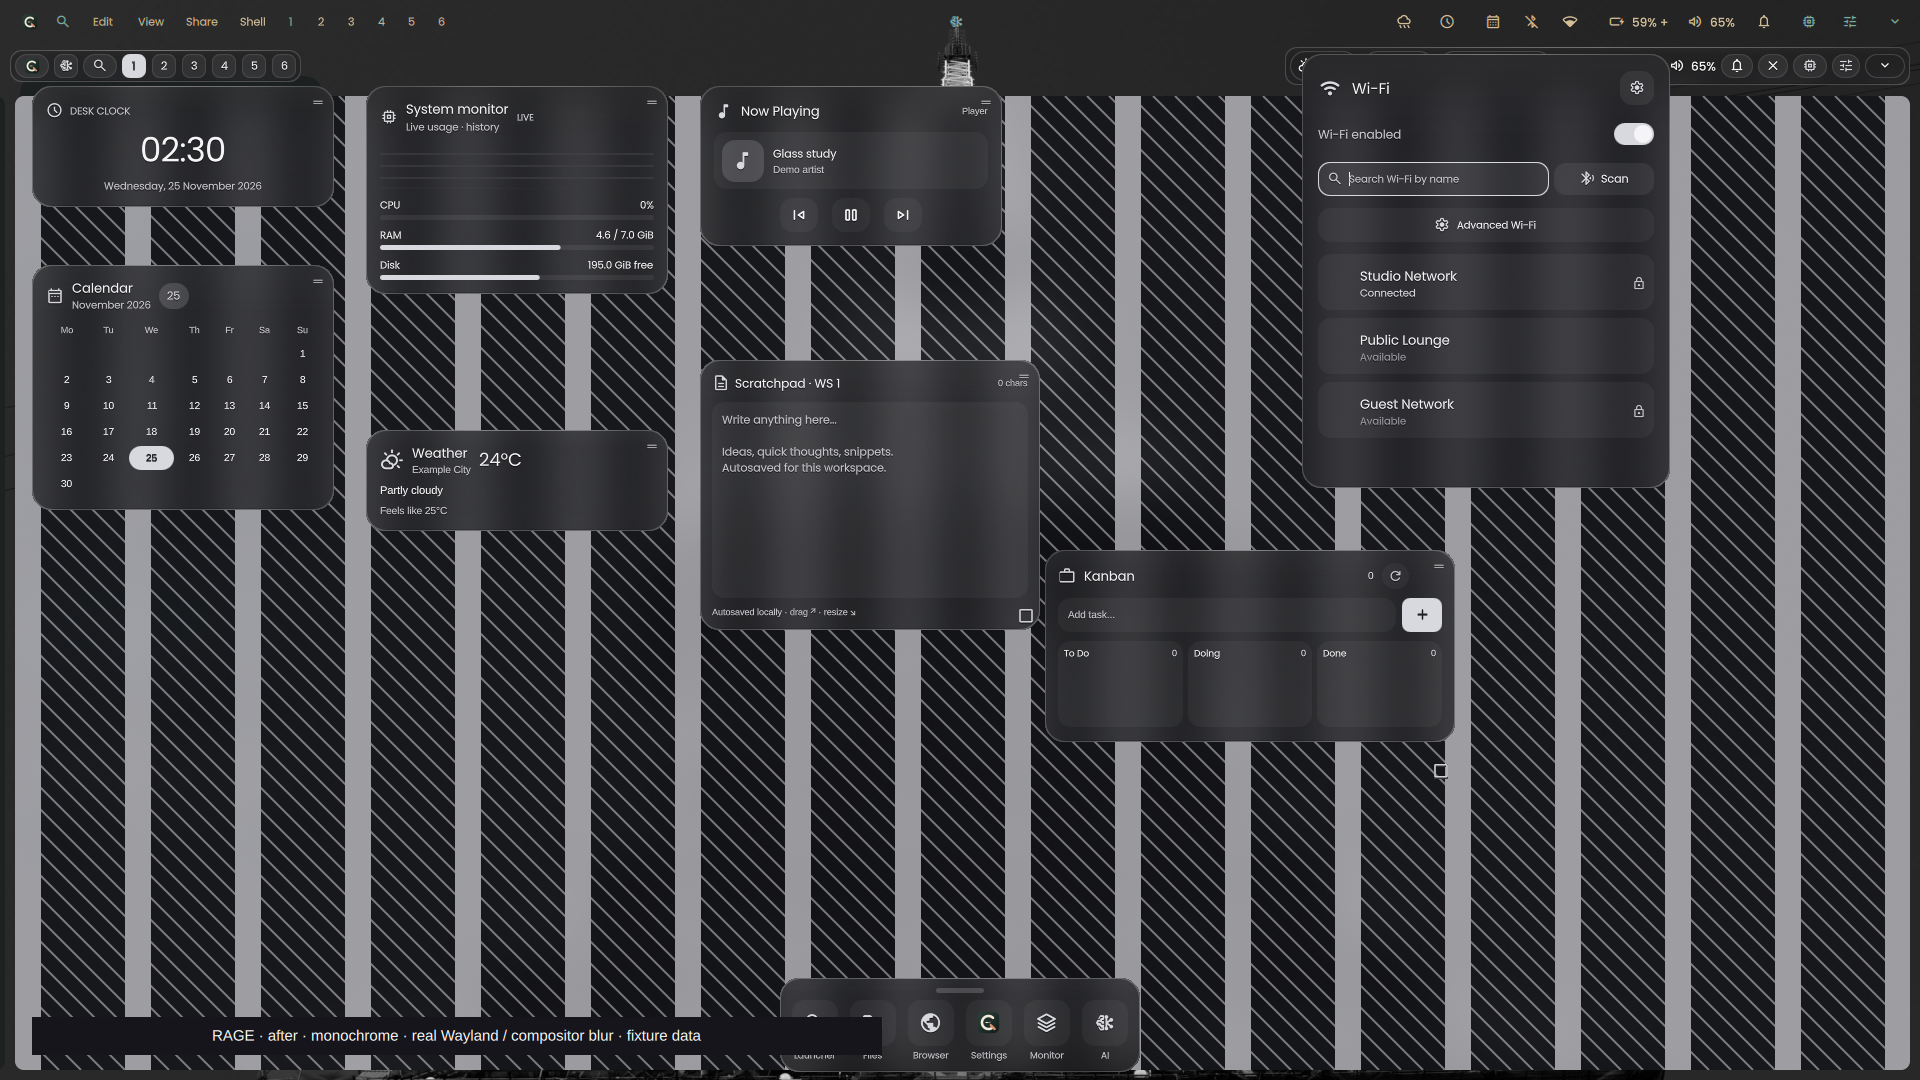 Edit View Share Shell 1 2 3 4 5 6
59% + 65%
1 2 3 4 5 6
65%
DESK CLOCK
02:30
Wednesday, 25 November 2026
Calendar
November 2026
25
Mo Tu We Th Fr Sa Su
1
2 3 4 5 6 7 8
9 10 11 12 13 14 15
16 17 18 19 20 21 22
23 24 25 26 27 28 29
30
System monitor
LIVE
Live usage · history
CPU 0%
RAM 4.6 / 7.0 GiB
Disk 195.0 GiB free
Weather
Example City
24°C
Partly cloudy
Feels like 25°C
Now Playing
Player
Glass study
Demo artist
Scratchpad · WS 1
0 chars
Write anything here...
Ideas, quick thoughts, snippets.
Autosaved for this workspace.
Autosaved locally · drag ↗ · resize ↘
Wi-Fi
Wi-Fi enabled
Search Wi-Fi by name
Scan
Advanced Wi-Fi
Studio Network
Connected
Public Lounge
Available
Guest Network
Available
Kanban
0
Add task...
+
To Do 0
Doing 0
Done 0
RAGE · after · monochrome · real Wayland / compositor blur · fixture data
Launcher Files Browser Settings Monitor AI